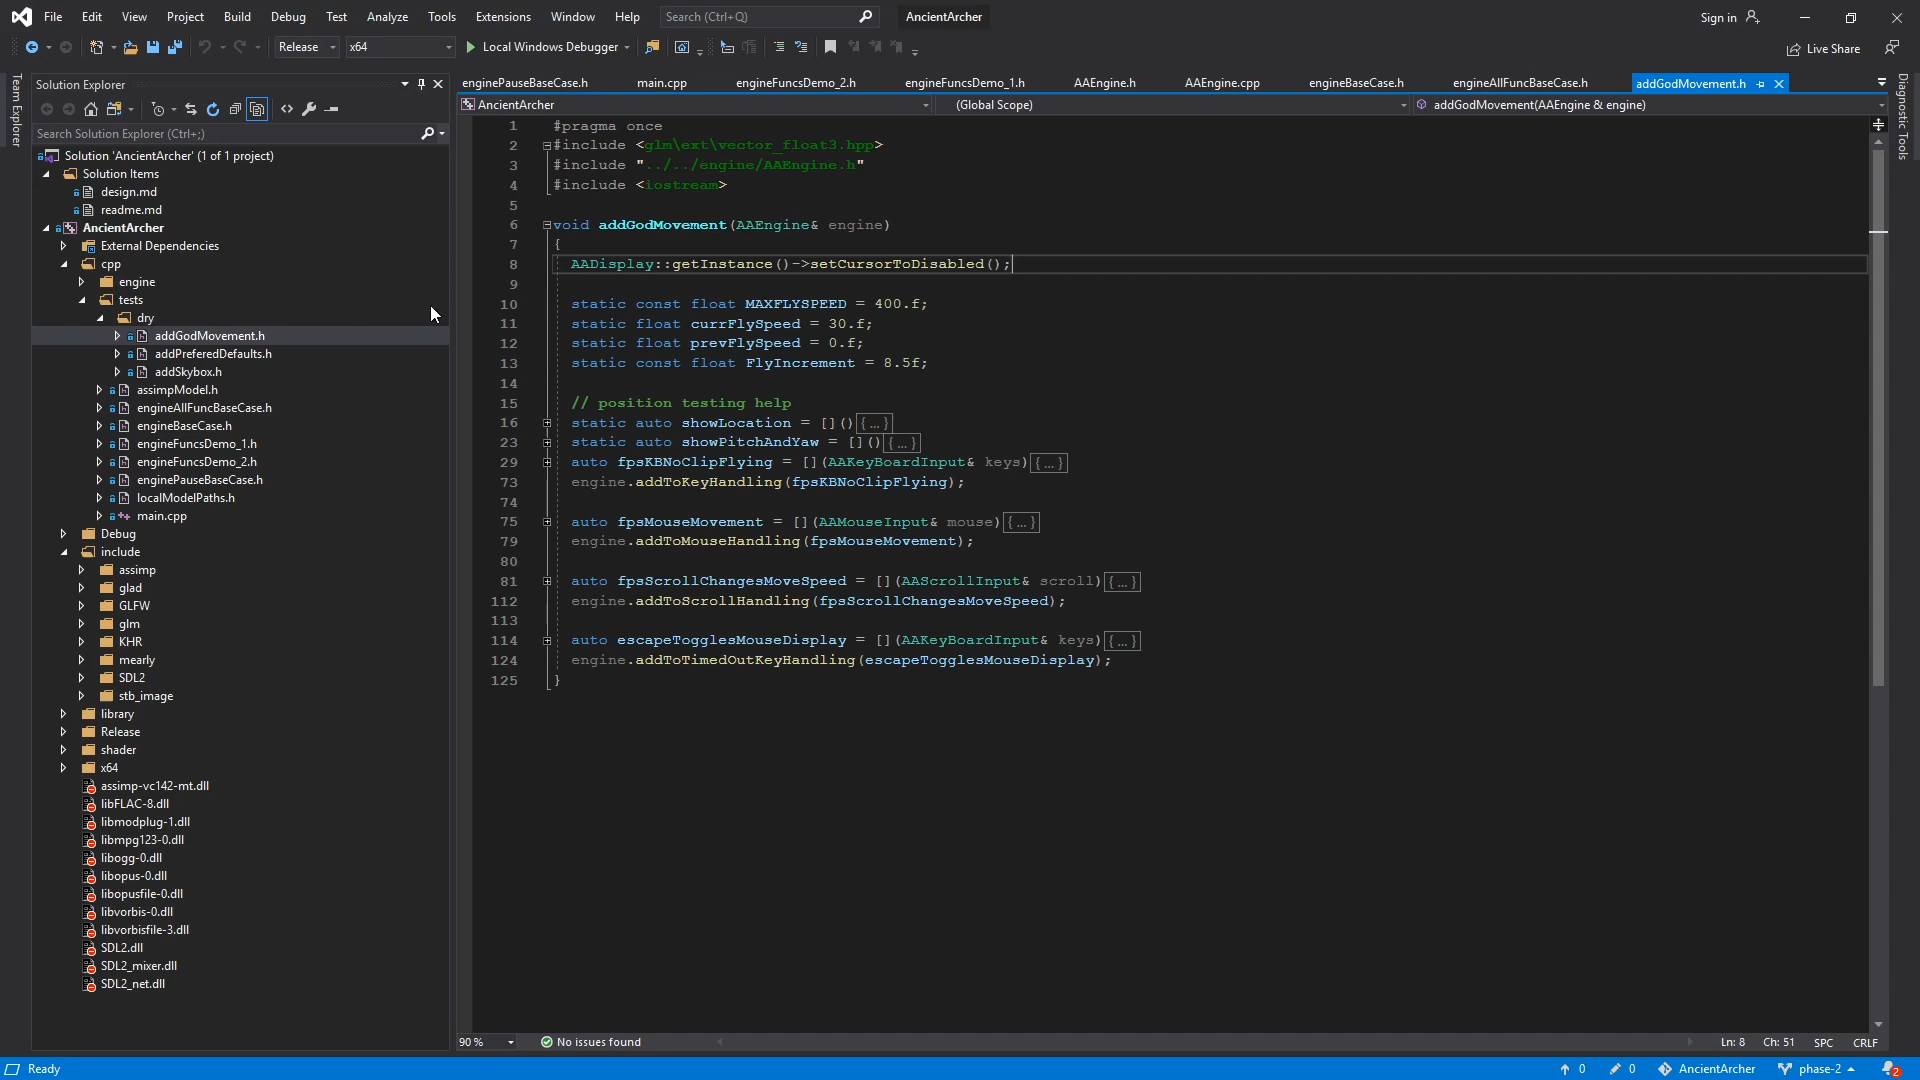 File Edit View Project Build Debug Test Analyze Tools Extensions Window Help Search (Ctrl+Q) AncientArcher Sign in
Release x64 Local Windows Debugger Live Share
Team Explorer
Solution Explorer
Search Solution Explorer (Ctrl+;)
Solution 'AncientArcher' (1 of 1 project)
Solution Items
design.md
readme.md
AncientArcher
External Dependencies
cpp
engine
tests
dry
addGodMovement.h
addPreferedDefaults.h
addSkybox.h
assimpModel.h
engineAllFuncBaseCase.h
engineBaseCase.h
engineFuncsDemo_1.h
engineFuncsDemo_2.h
enginePauseBaseCase.h
localModelPaths.h
main.cpp
Debug
include
assimp
glad
GLFW
glm
KHR
mearly
SDL2
stb_image
library
Release
shader
x64
assimp-vc142-mt.dll
libFLAC-8.dll
libmodplug-1.dll
libmpg123-0.dll
libogg-0.dll
libopus-0.dll
libopusfile-0.dll
libvorbis-0.dll
libvorbisfile-3.dll
SDL2.dll
SDL2_mixer.dll
SDL2_net.dll
enginePauseBaseCase.h main.cpp engineFuncsDemo_2.h engineFuncsDemo_1.h AAEngine.h AAEngine.cpp engineBaseCase.h engineAllFuncBaseCase.h addGodMovement.h
AncientArcher (Global Scope) addGodMovement(AAEngine & engine)
1 #pragma once
2 #include <glm\ext\vector_float3.hpp>
3 #include "../../engine/AAEngine.h"
4 #include <iostream>
5
6 void addGodMovement(AAEngine& engine)
7 {
8 AADisplay::getInstance()->setCursorToDisabled();
9
10 static const float MAXFLYSPEED = 400.f;
11 static float currFlySpeed = 30.f;
12 static float prevFlySpeed = 0.f;
13 static const float FlyIncrement = 8.5f;
14
15 // position testing help
16 static auto showLocation = [](){...}
23 static auto showPitchAndYaw = [](){...}
29 auto fpsKBNoClipFlying = [](AAKeyBoardInput& keys){...}
73 engine.addToKeyHandling(fpsKBNoClipFlying);
74
75 auto fpsMouseMovement = [](AAMouseInput& mouse){...}
79 engine.addToMouseHandling(fpsMouseMovement);
80
81 auto fpsScrollChangesMoveSpeed = [](AAScrollInput& scroll){...}
112 engine.addToScrollHandling(fpsScrollChangesMoveSpeed);
113
114 auto escapeTogglesMouseDisplay = [](AAKeyBoardInput& keys){...}
124 engine.addToTimedOutKeyHandling(escapeTogglesMouseDisplay);
125 }
Diagnostic Tools
90 % No issues found Ln: 8 Ch: 51 SPC CRLF
Ready 0 0 AncientArcher phase-2 2